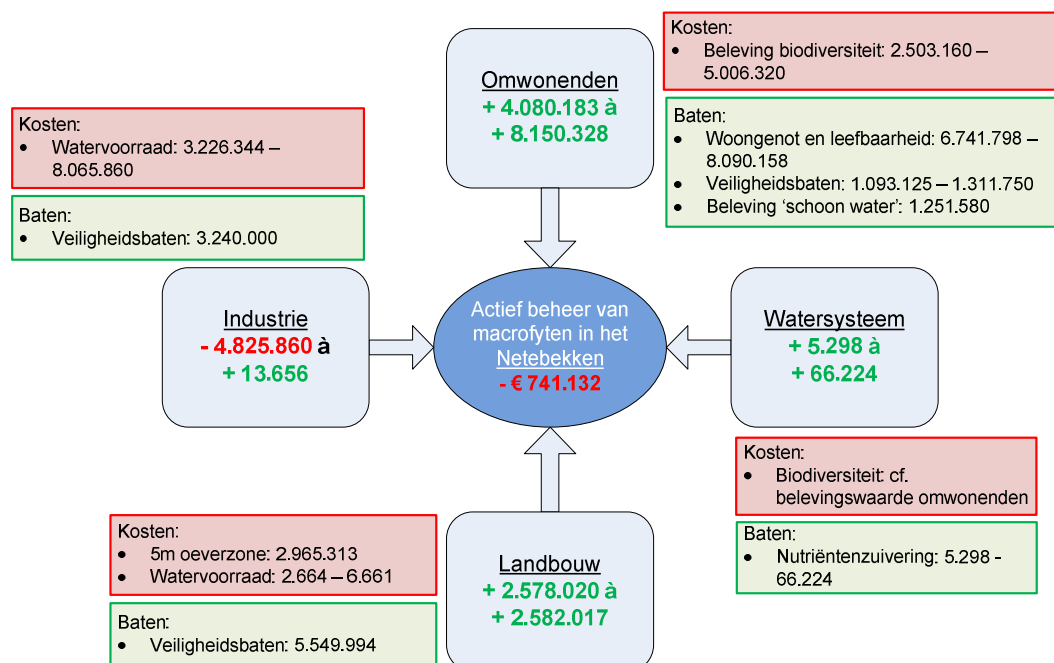 Kosten:
• Beleving biodiversiteit: 2.503.160 –
5.006.320
Omwonenden
+ 4.080.183 à
+ 8.150.328
Baten:
• Woongenot en leefbaarheid: 6.741.798 –
8.090.158
• Veiligheidsbaten: 1.093.125 – 1.311.750
• Beleving ‘schoon water’: 1.251.580
Kosten:
• Watervoorraad: 3.226.344 –
8.065.860
Baten:
• Veiligheidsbaten: 3.240.000
Industrie
- 4.825.860 à
+ 13.656
Actief beheer van
macrofyten in het
Netebekken
- € 741.132
Watersysteem
+ 5.298 à
+ 66.224
Kosten:
• Biodiversiteit: cf.
belevingswaarde omwonenden
Baten:
• Nutriëntenzuivering: 5.298 -
66.224
Kosten:
• 5m oeverzone: 2.965.313
• Watervoorraad: 2.664 – 6.661
Baten:
• Veiligheidsbaten: 5.549.994
Landbouw
+ 2.578.020 à
+ 2.582.017